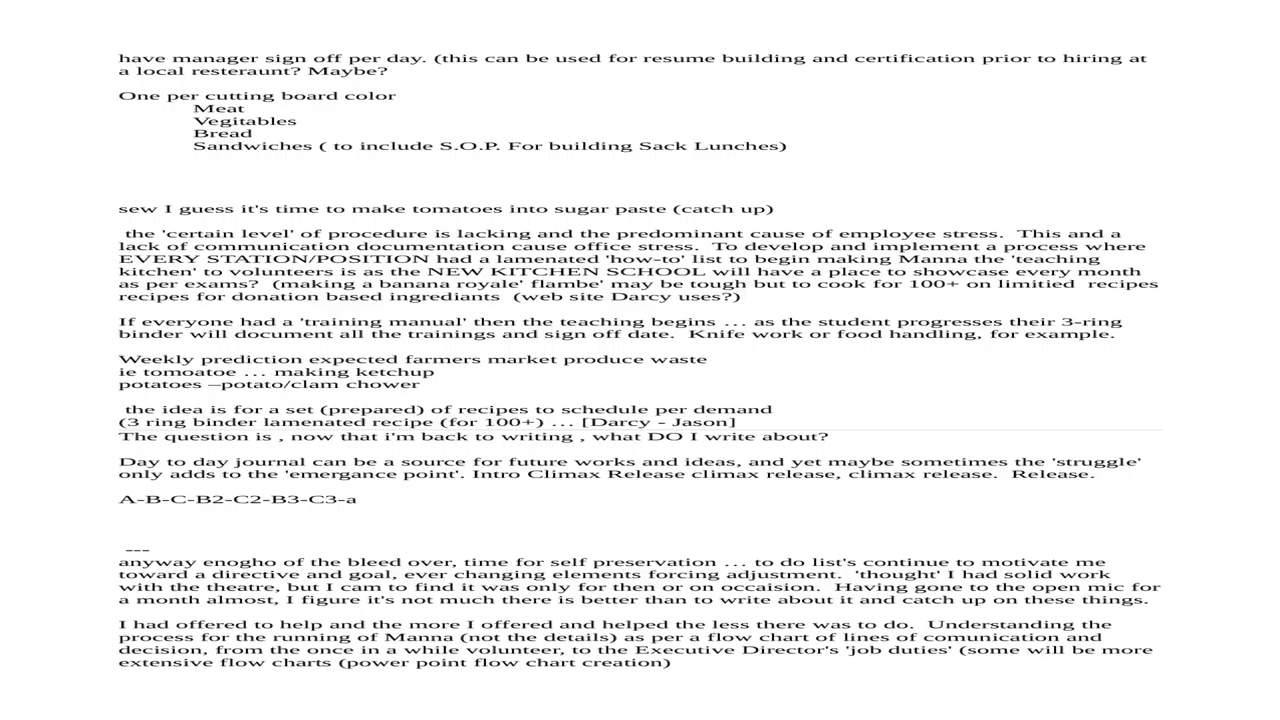 have manager sign off per day. (this can be used for resume building and certification prior to hiring at
a local resteraunt? Maybe?
One per cutting board color
Meat
Vegitables
Bread
Sandwiches ( to include S.O.P. For building Sack Lunches)
sew I guess it's time to make tomatoes into sugar paste (catch up)
the 'certain level' of procedure is lacking and the predominant cause of employee stress. This and a
lack of communication documentation cause office stress. To develop and implement a process where
EVERY STATION/POSITION had a lamenated 'how-to' list to begin making Manna the 'teaching
kitchen' to volunteers is as the NEW KITCHEN SCHOOL will have a place to showcase every month
as per exams? (making a banana royale' flambe' may be tough but to cook for 100+ on limitied recipes
recipes for donation based ingrediants (web site Darcy uses?)
If everyone had a 'training manual' then the teaching begins … as the student progresses their 3-ring
binder will document all the trainings and sign off date. Knife work or food handling, for example.
Weekly prediction expected farmers market produce waste
ie tomoatoe … making ketchup
potatoes –potato/clam chower
the idea is for a set (prepared) of recipes to schedule per demand
(3 ring binder lamenated recipe (for 100+) … [Darcy - Jason]
The question is , now that i'm back to writing , what DO I write about?
Day to day journal can be a source for future works and ideas, and yet maybe sometimes the 'struggle'
only adds to the 'emergance point'. Intro Climax Release climax release, climax release. Release.
A-B-C-B2-C2-B3-C3-a
---
anyway enogho of the bleed over, time for self preservation … to do list's continue to motivate me
toward a directive and goal, ever changing elements forcing adjustment. 'thought' I had solid work
with the theatre, but I cam to find it was only for then or on occaision. Having gone to the open mic for
a month almost, I figure it's not much there is better than to write about it and catch up on these things.
I had offered to help and the more I offered and helped the less there was to do. Understanding the
process for the running of Manna (not the details) as per a flow chart of lines of comunication and
decision, from the once in a while volunteer, to the Executive Director's 'job duties' (some will be more
extensive flow charts (power point flow chart creation)